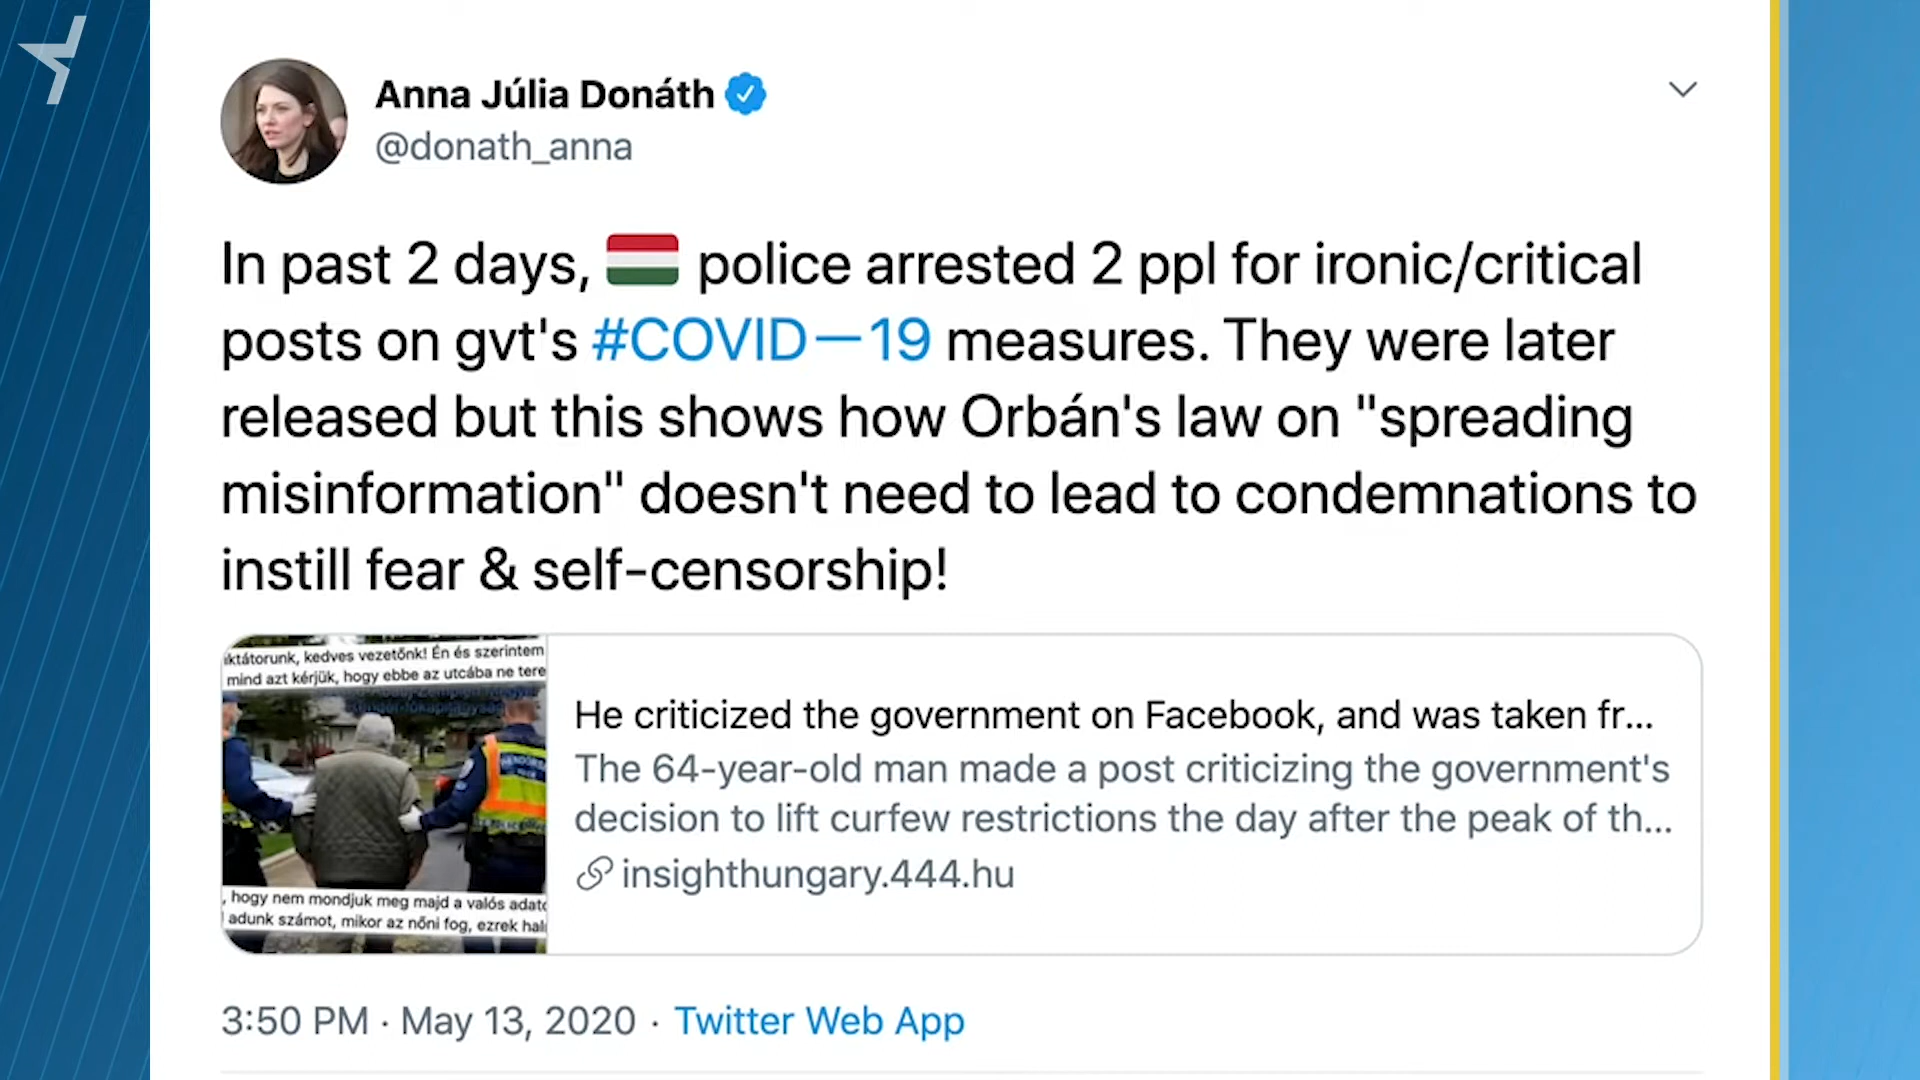 Anna Júlia Donáth
@donath_anna
In past 2 days, police arrested 2 ppl for ironic/critical
posts on gvt's #COVID—19 measures. They were later
released but this shows how Orbán's law on "spreading
misinformation" doesn't need to lead to condemnations to
instill fear & self-censorship!
iktátorunk, kedves vezetőnk! Én és szerintem
mind azt kérjük, hogy ebbe az utcába ne tere
, hogy nem mondjuk meg majd a valós adato
adunk számot, mikor az nőni fog, ezrek hal
He criticized the government on Facebook, and was taken fr...
The 64-year-old man made a post criticizing the government's
decision to lift curfew restrictions the day after the peak of th...
insighthungary.444.hu
3:50 PM · May 13, 2020 · Twitter Web App